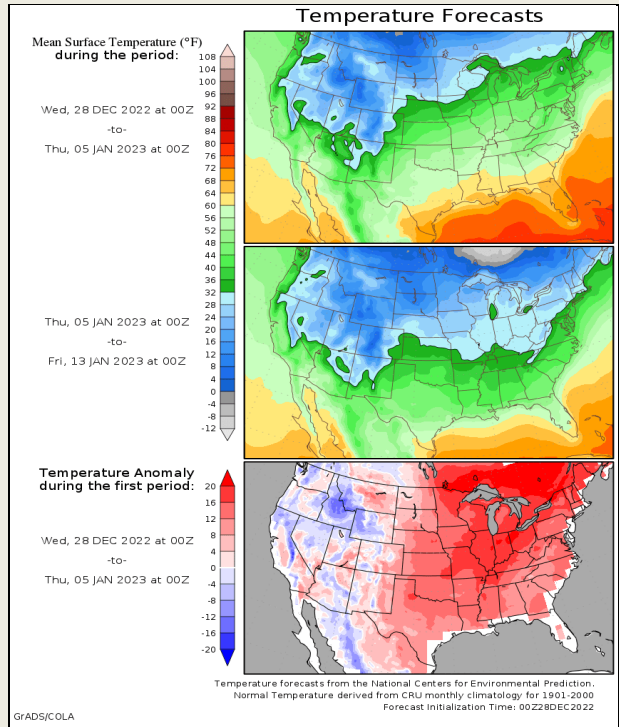 Temperature Forecasts
Mean Surface Temperature (°F)
during the period:
Wed, 28 DEC 2022 at 00Z
-to-
Thu, 05 JAN 2023 at 00Z
108
104
100
96
92
88
84
80
76
72
68
64
60
56
52
48
44
40
36
32
28
24
20
16
12
8
4
0
-4
-8
-12
Thu, 05 JAN 2023 at 00Z
-to-
Fri, 13 JAN 2023 at 00Z
Temperature Anomaly
during the first period:
Wed, 28 DEC 2022 at 00Z
-to-
Thu, 05 JAN 2023 at 00Z
20
16
12
8
4
0
-4
-8
-12
-16
-20
Temperature forecasts from the National Centers for Environmental Prediction.
Normal Temperature derived from CRU monthly climatology for 1901-2000
Forecast Initialization Time: 00Z28DEC2022
GrADS/COLA